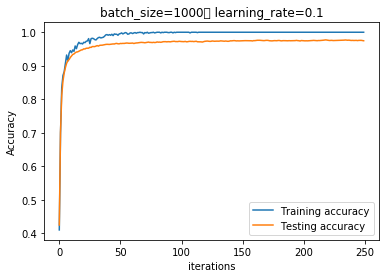 batch_size=1000▯ learning_rate=0.1
1.0
0.9
0.8
0.7
0.6
0.5
0.4
Accuracy
0
50
100
150
200
250
iterations
Training accuracy
Testing accuracy